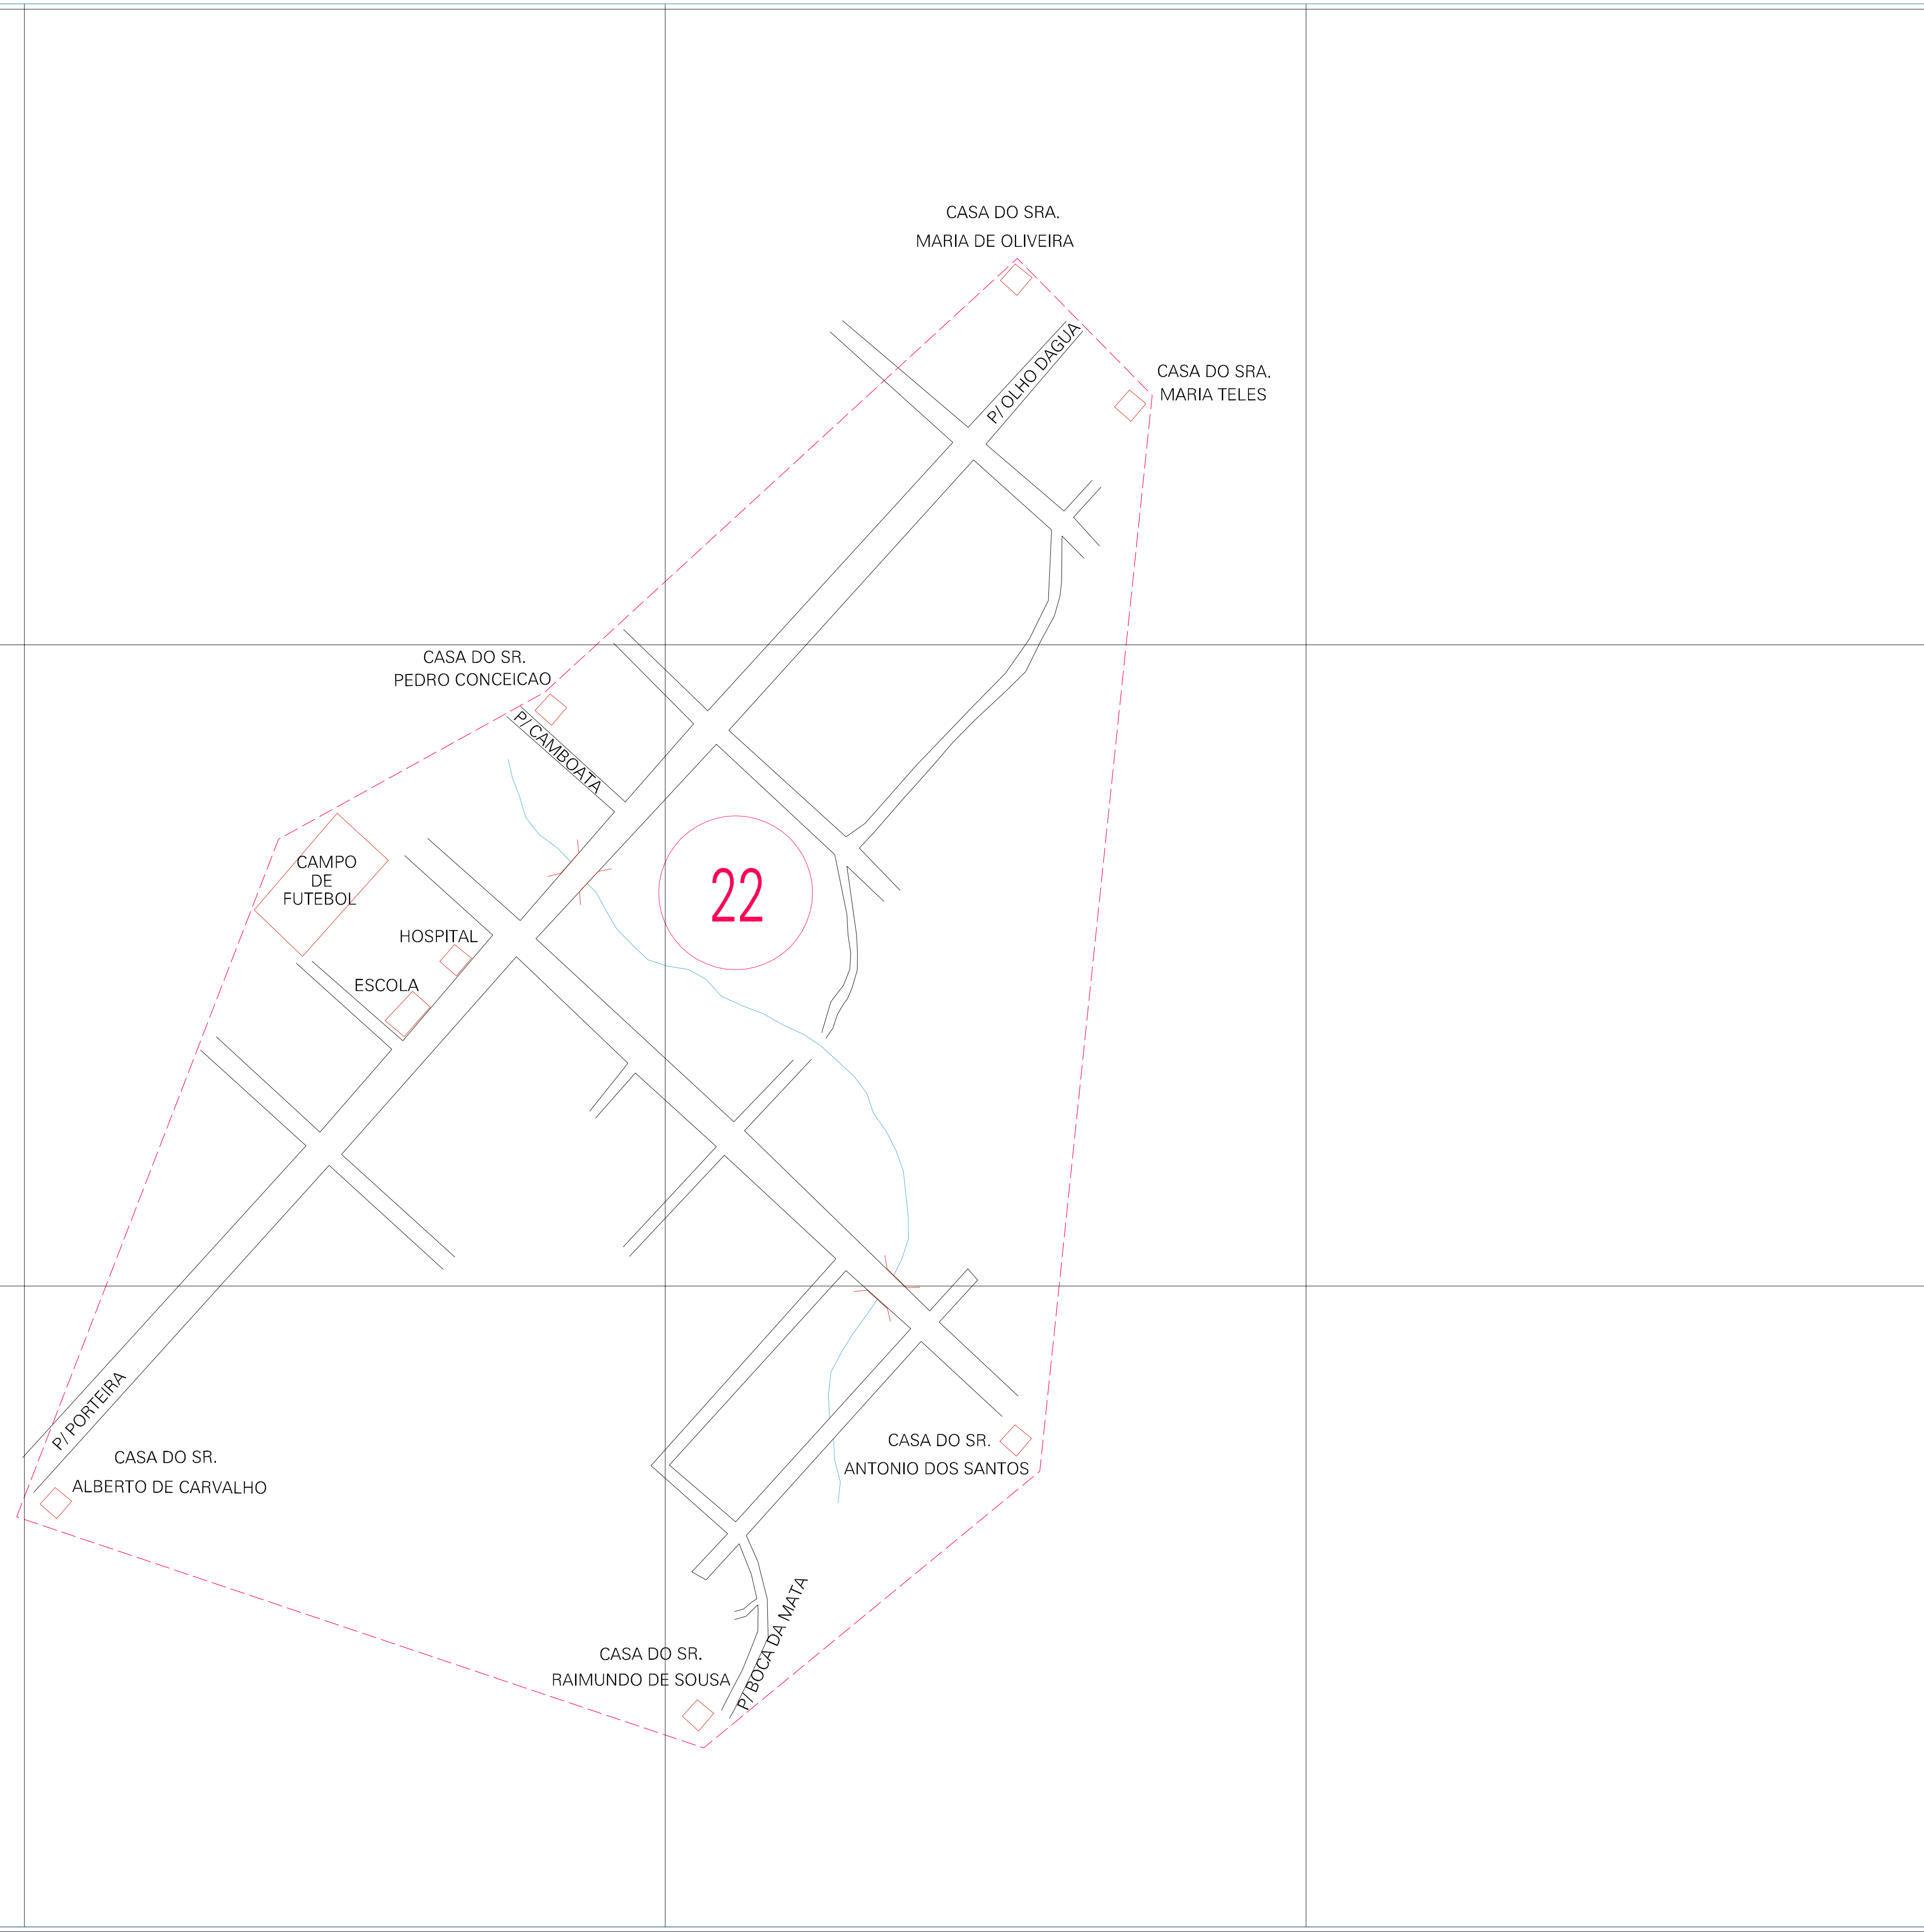 CASA DO SRA.
MARIA DE OLIVEIRA
P/ OLHO DAGUA
CASA DO SRA.
MARIA TELES
CASA DO SR.
PEDRO CONCEICAO
P/ CAMBOATA
CAMPO
DE
FUTEBOL
22
HOSPITAL
ESCOLA
P/ PORTEIRA
CASA DO SR.
ALBERTO DE CARVALHO
CASA DO SR.
ANTONIO DOS SANTOS
P/ BOCA DA MATA
CASA DO SR.
RAIMUNDO DE SOUSA